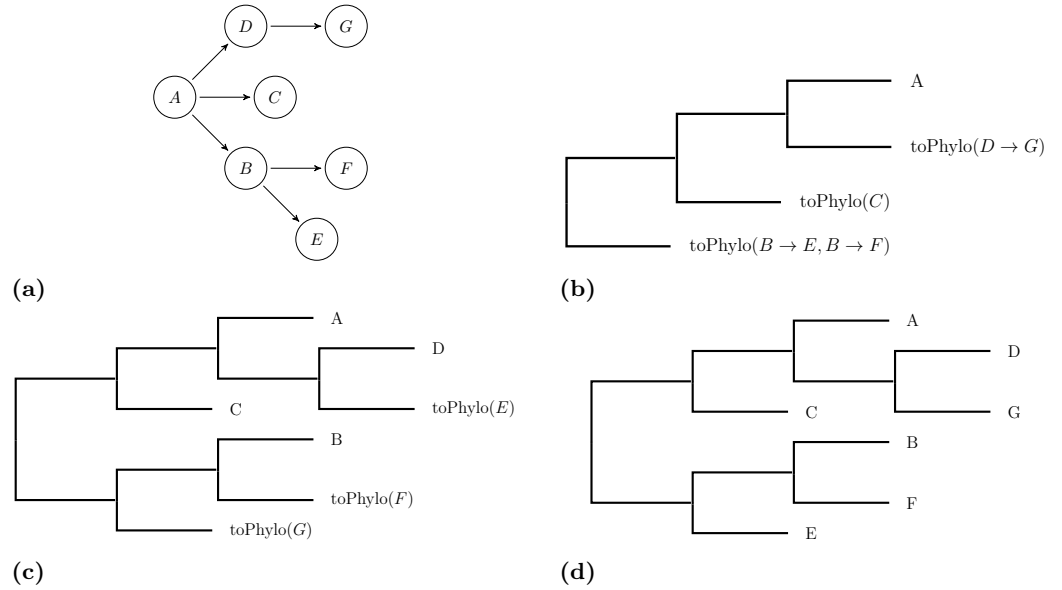 D
G
A
C
B
F
E
(a)
A
toPhylo(D → G)
toPhylo(C)
toPhylo(B → E, B → F)
(b)
A
D
C
toPhylo(E)
B
toPhylo(F)
toPhylo(G)
(c)
A
D
C
G
B
F
E
(d)